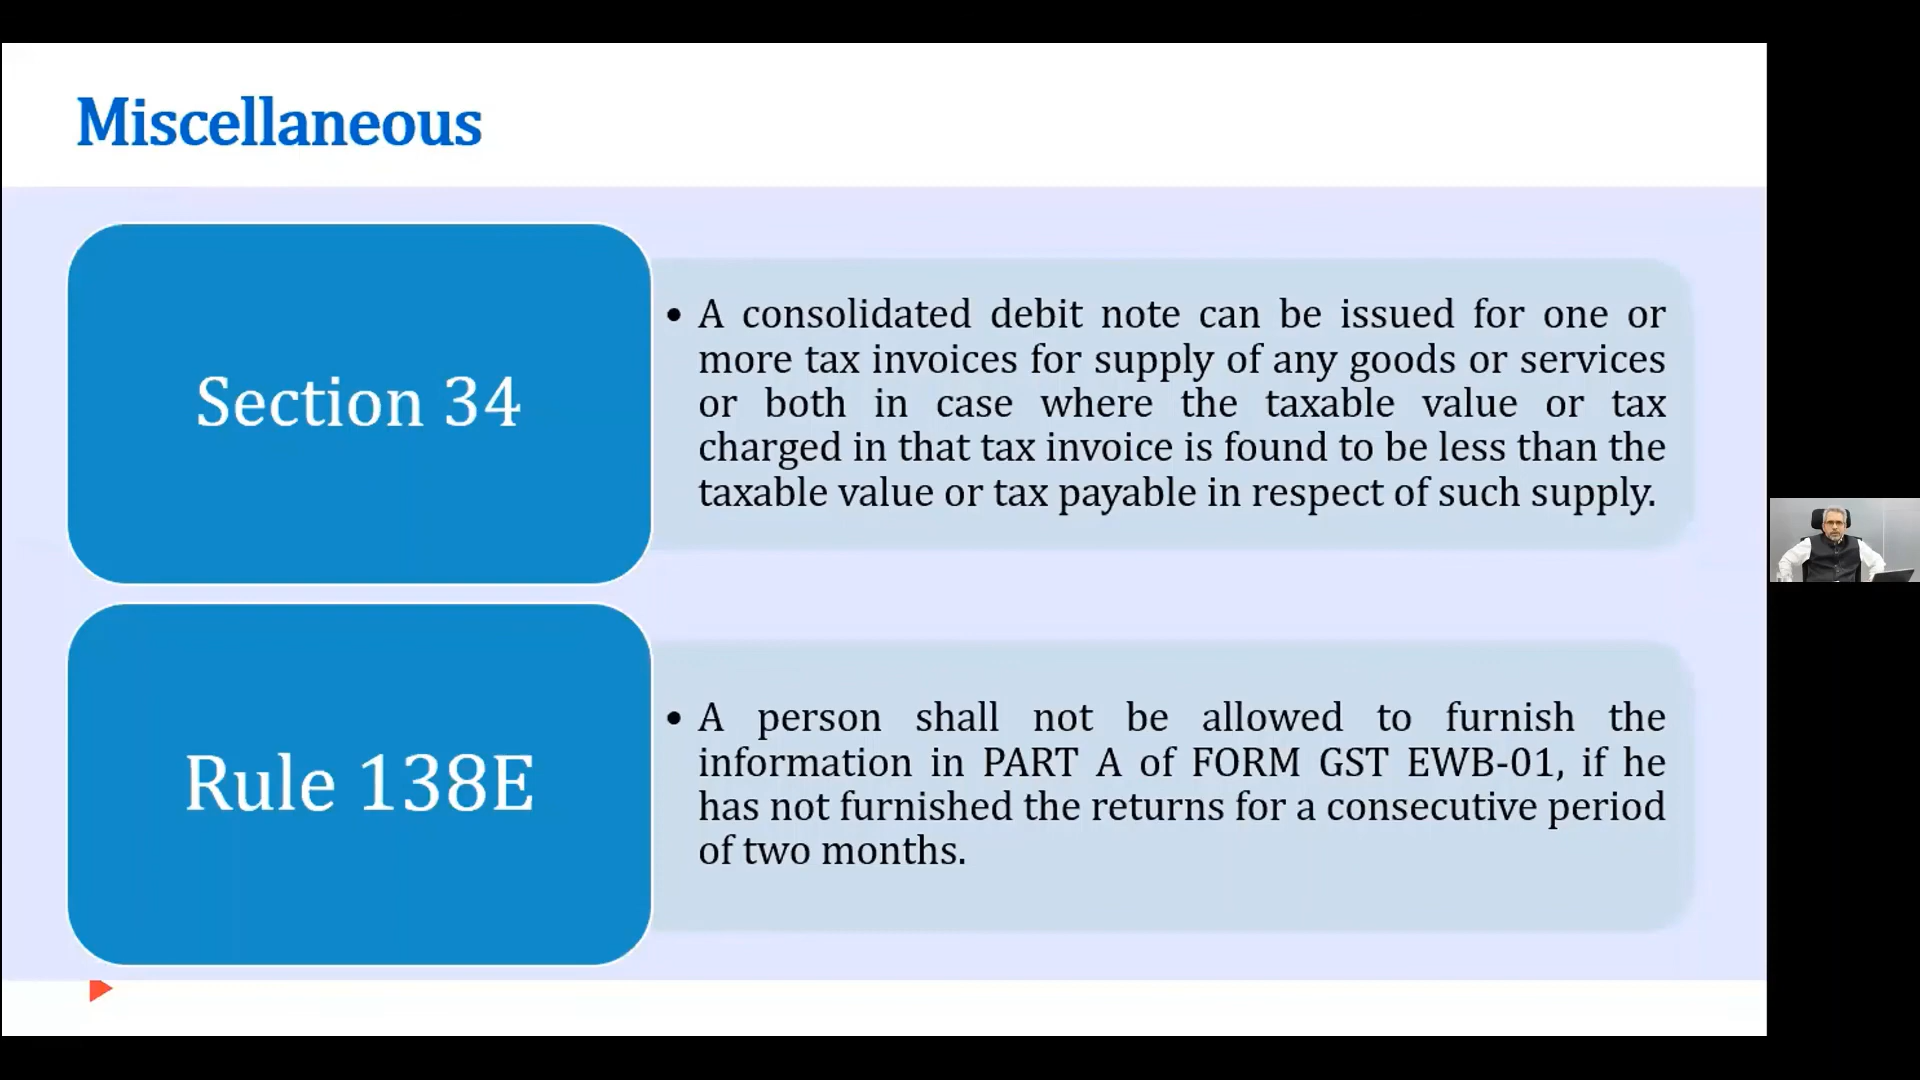 Miscellaneous
Section 34
• A consolidated debit note can be issued for one or
more tax invoices for supply of any goods or services
or both in case where the taxable value or tax
charged in that tax invoice is found to be less than the
taxable value or tax payable in respect of such supply.
Rule 138E
• A person shall not be allowed to furnish the
information in PART A of FORM GST EWB-01, if he
has not furnished the returns for a consecutive period
of two months.